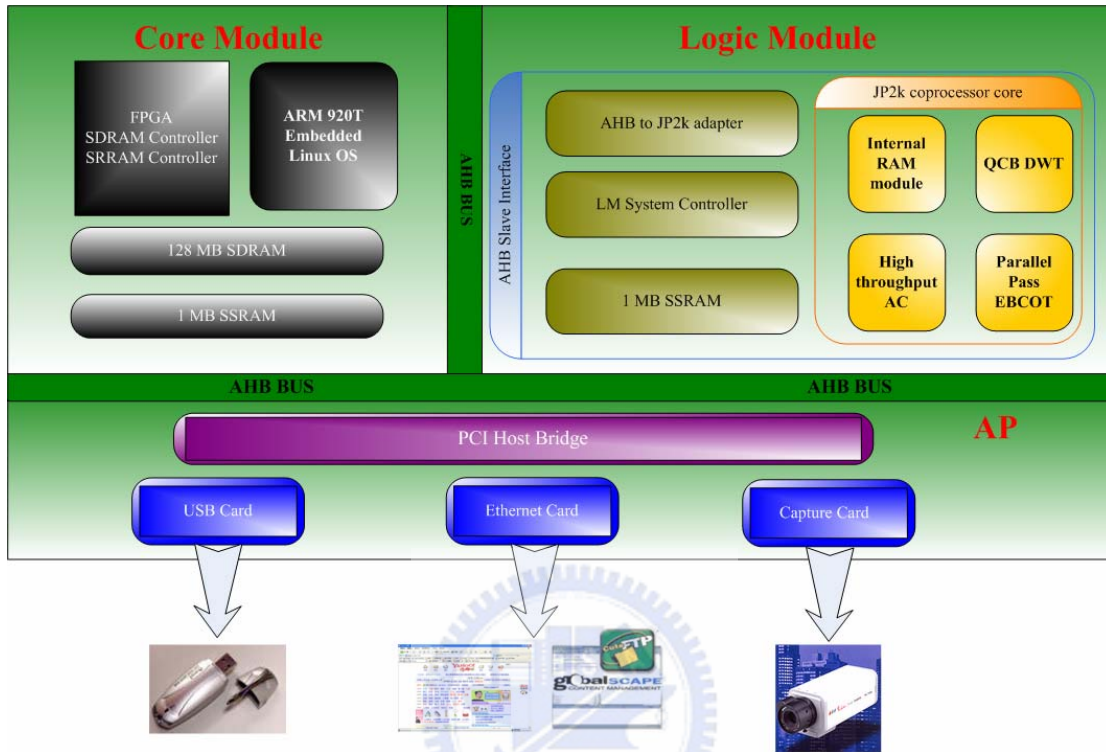 Core Module
FPGA
SDRAM Controller
SRRAM Controller
ARM 920T
Embedded
Linux OS
128 MB SDRAM
1 MB SSRAM
AHB BUS
Logic Module
AHB Slave Interface
AHB to JP2k adapter
LM System Controller
1 MB SSRAM
JP2k coprocessor core
Internal
RAM
module
QCB DWT
High
throughput
AC
Parallel
Pass
EBCOT
AHB BUS
AHB BUS
AP
PCI Host Bridge
USB Card
Ethernet Card
Capture Card
CuteFTP
globalSCAPE
CONTENT MANAGEMENT